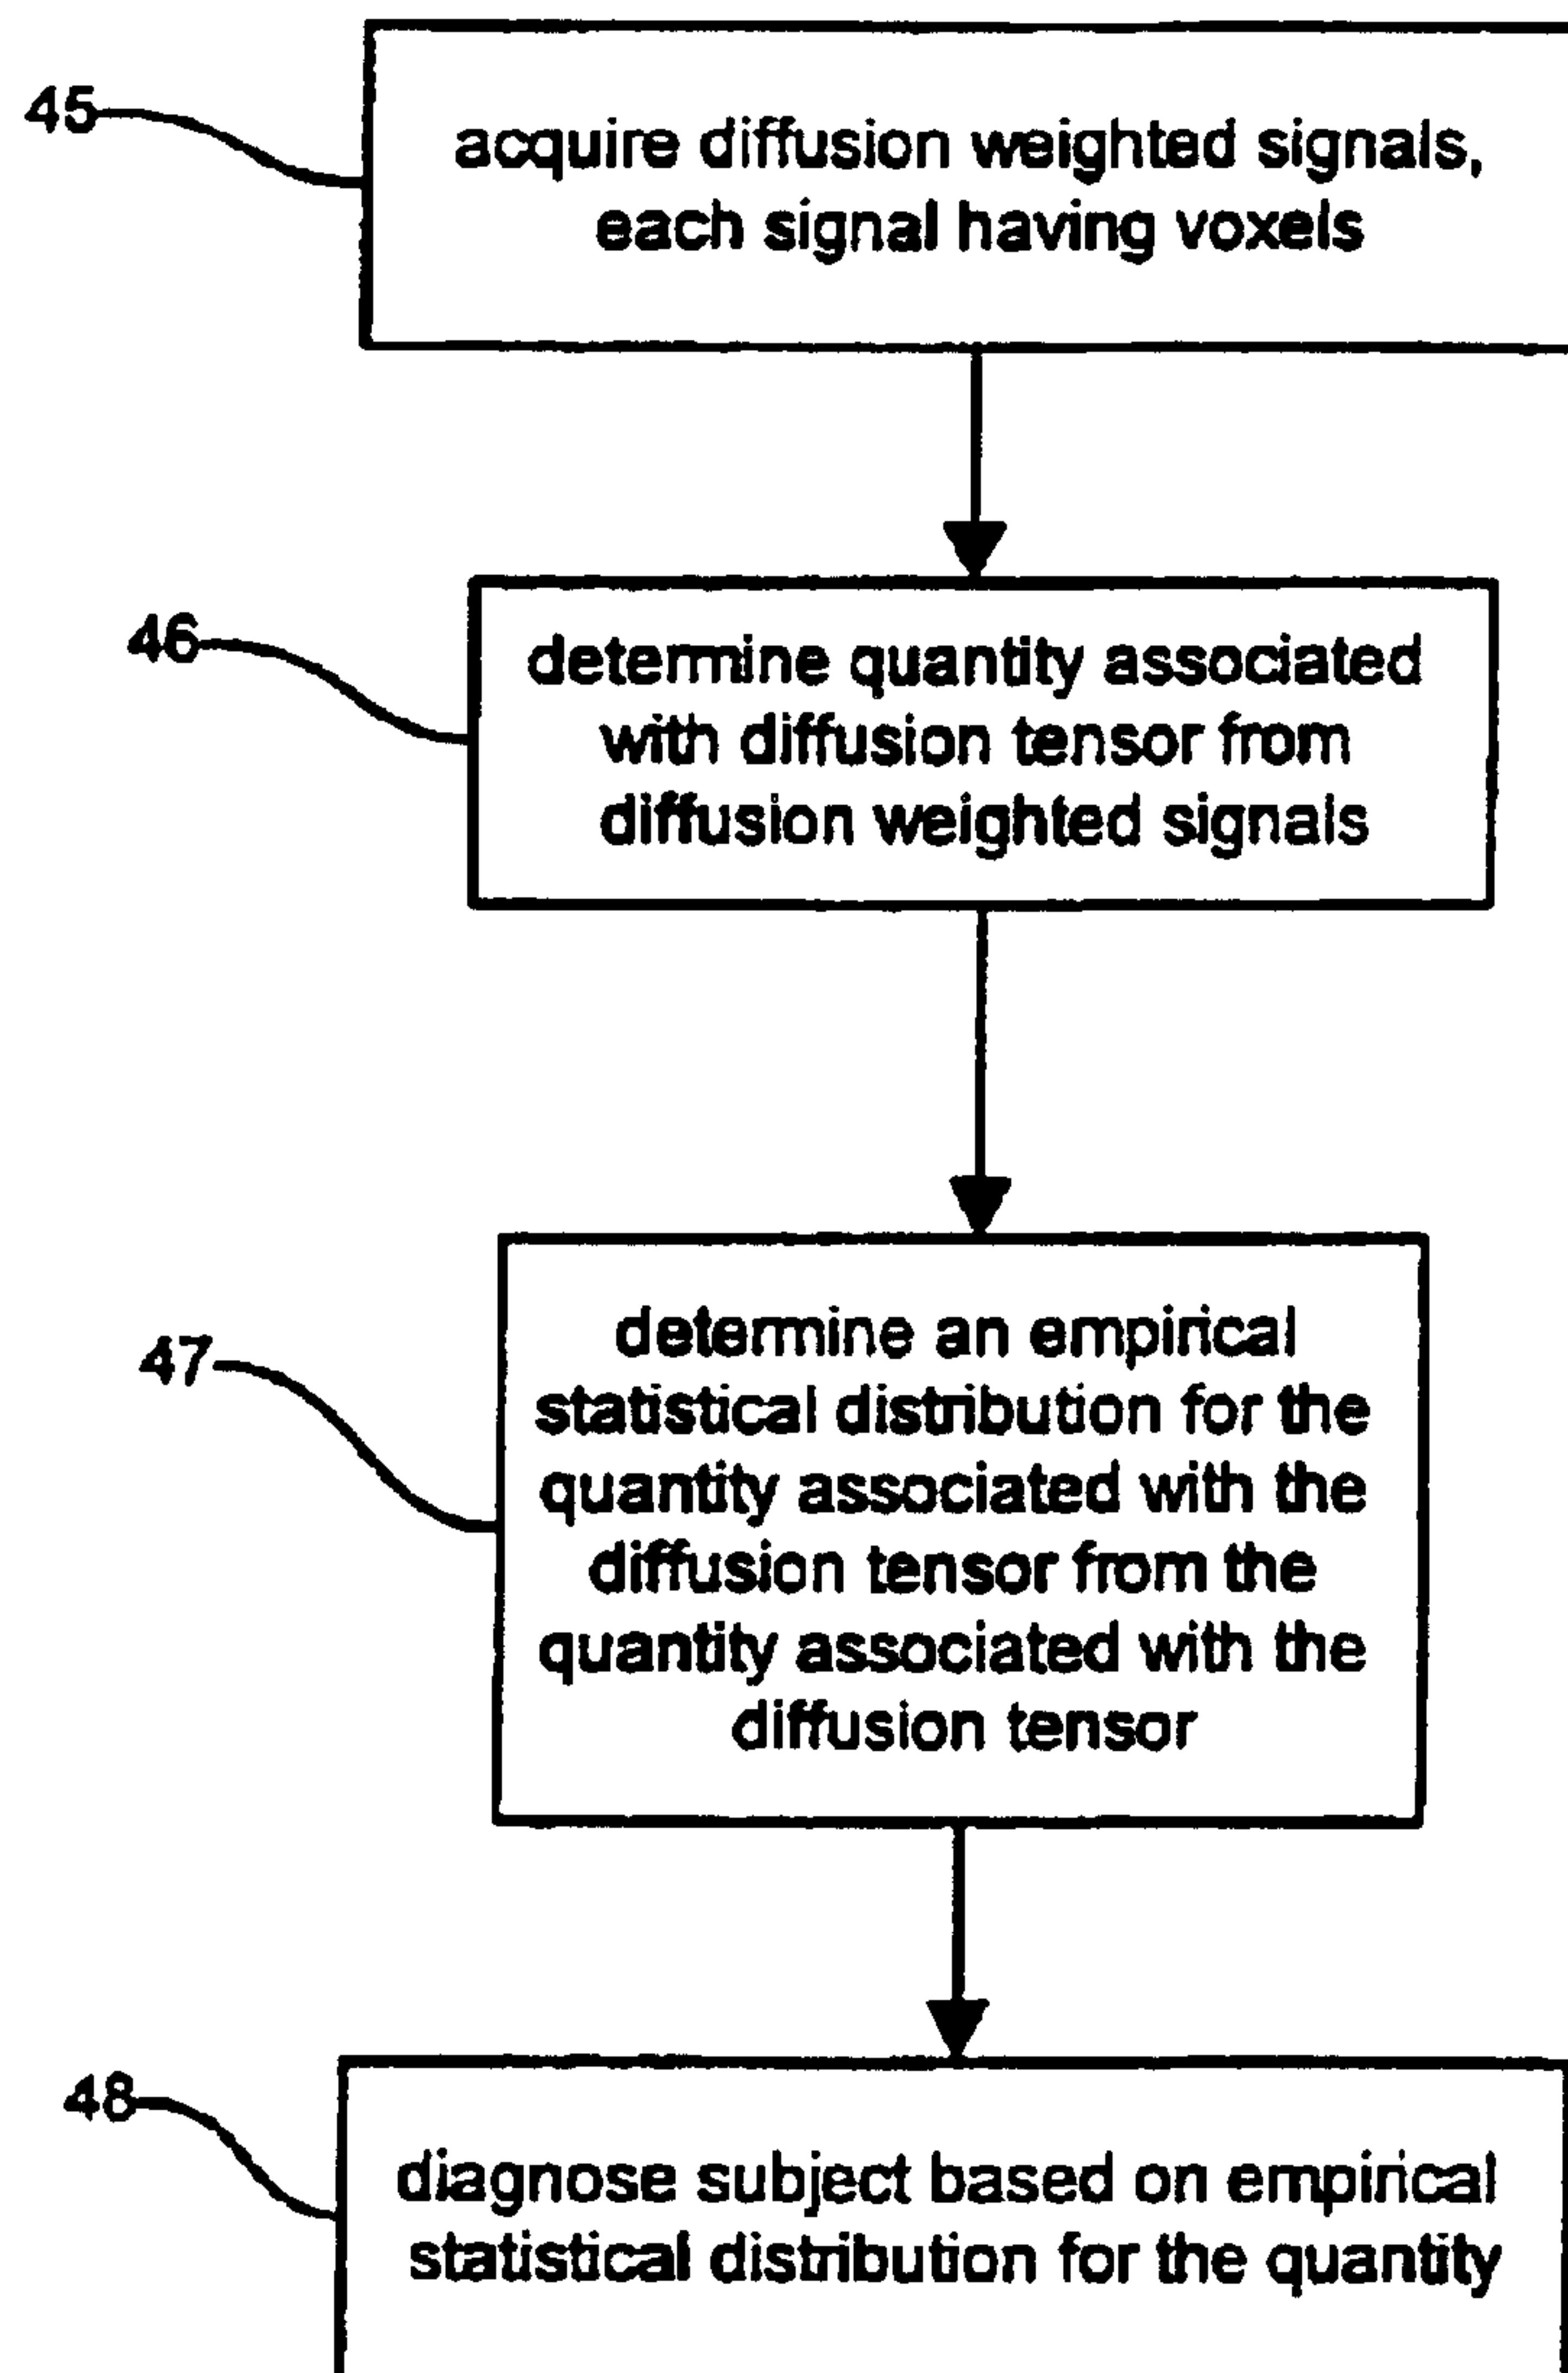 45
acquire diffusion weighted signals,
each signal having voxels
46
determine quantity associated
with diffusion tensor from
diffusion weighted signals
47
determine an empirical
statistical distribution for the
quantity associated with the
diffusion tensor from the
quantity associated with the
diffusion tensor
48
diagnose subject based on empirical
statistical distribution for the quantity